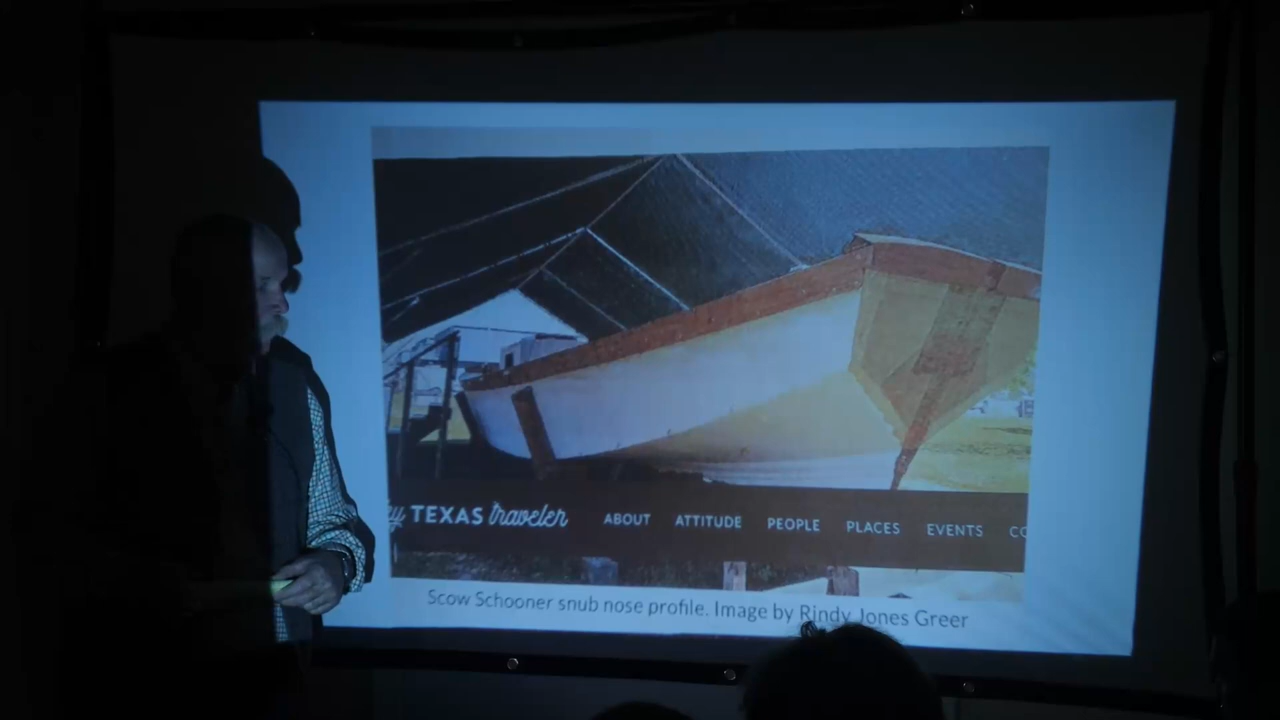 TEXAS traveler ABOUT ATTITUDE PEOPLE PLACES EVENTS
Scow Schooner snub nose profile. Image by Rindy Jones Greer